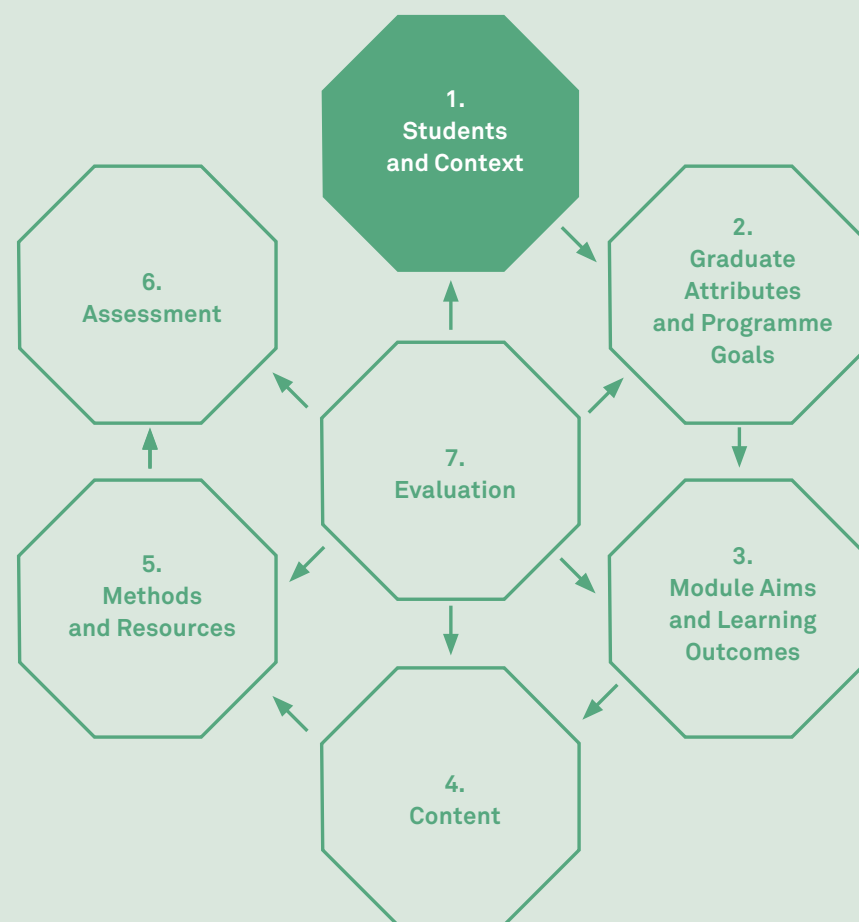 1.
Students
and Context
2.
Graduate
Attributes
and Programme
Goals
3.
Module Aims
and Learning
Outcomes
4.
Content
5.
Methods
and Resources
6.
Assessment
7.
Evaluation